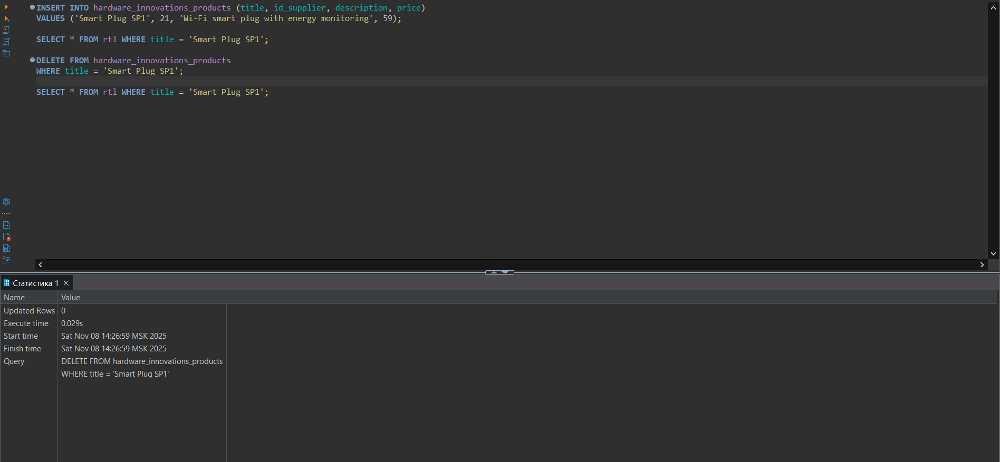 INSERT INTO hardware_innovations_products (title, id_supplier, description, price)
VALUES ('Smart Plug SP1', 21, 'Wi-Fi smart plug with energy monitoring', 59);
SELECT * FROM rtl WHERE title = 'Smart Plug SP1';
DELETE FROM hardware_innovations_products
WHERE title = 'Smart Plug SP1';
SELECT * FROM rtl WHERE title = 'Smart Plug SP1';
Статистика 1
Name Value
Updated Rows 0
Execute time 0.029s
Start time Sat Nov 08 14:26:59 MSK 2025
Finish time Sat Nov 08 14:26:59 MSK 2025
Query DELETE FROM hardware_innovations_products
WHERE title = 'Smart Plug SP1'